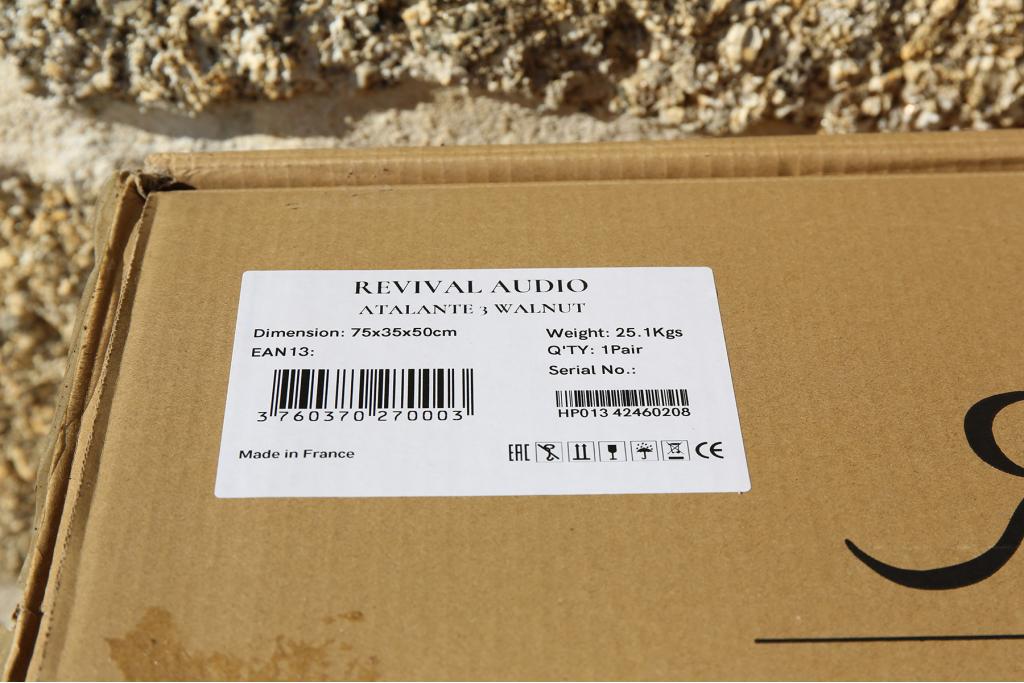 REVIVAL AUDIO
ATALANTE 3 WALNUT
Dimension: 75x35x50cm
Weight: 25.1Kgs
EAN13:
Q'TY: 1Pair
Serial No.:
3 760370 270003
HP013 42460208
Made in France
EAC
CE